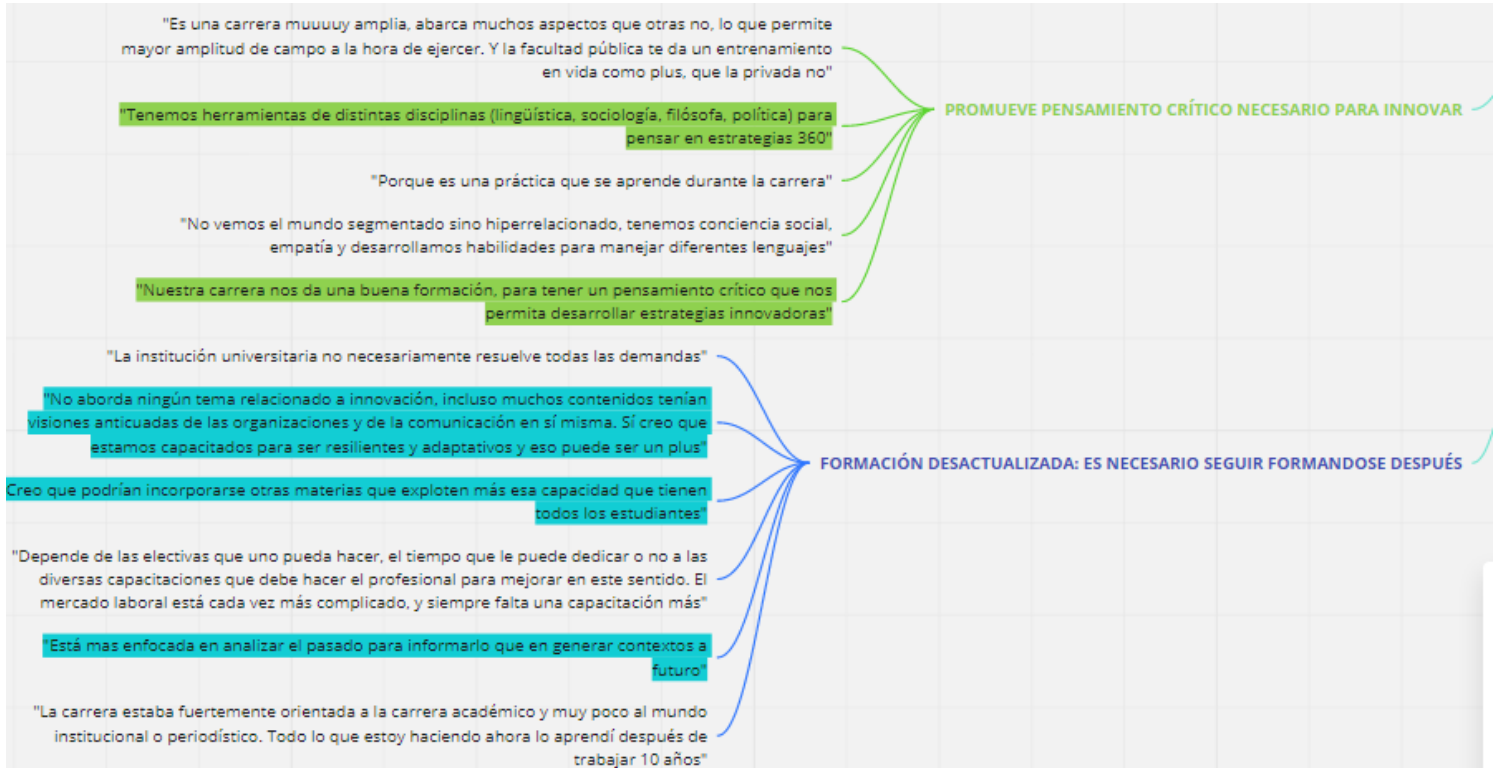 "Es una carrera muuuuy amplia, abarca muchos aspectos que otras no, lo que permite
mayor amplitud de campo a la hora de ejercer. Y la facultad pública te da un entrenamiento
en vida como plus, que la privada no"
"Tenemos herramientas de distintas disciplinas (lingüística, sociología, filósofa, política) para
pensar en estrategias 360"
"Porque es una práctica que se aprende durante la carrera"
"No vemos el mundo segmentado sino hiperrelacionado, tenemos conciencia social,
empatía y desarrollamos habilidades para manejar diferentes lenguajes"
"Nuestra carrera nos da una buena formación, para tener un pensamiento crítico que nos
permita desarrollar estrategias innovadoras"
PROMUEVE PENSAMIENTO CRÍTICO NECESARIO PARA INNOVAR
"La institución universitaria no necesariamente resuelve todas las demandas"
"No aborda ningún tema relacionado a innovación, incluso muchos contenidos tenían
visiones anticuadas de las organizaciones y de la comunicación en sí misma. Sí creo que
estamos capacitados para ser resilientes y adaptativos y eso puede ser un plus"
Creo que podrían incorporarse otras materias que exploten más esa capacidad que tienen
todos los estudiantes"
"Depende de las electivas que uno pueda hacer, el tiempo que le puede dedicar o no a las
diversas capacitaciones que debe hacer el profesional para mejorar en este sentido. El
mercado laboral está cada vez más complicado, y siempre falta una capacitación más"
"Está mas enfocada en analizar el pasado para informarlo que en generar contextos a
futuro"
"La carrera estaba fuertemente orientada a la carrera académico y muy poco al mundo
institucional o periodístico. Todo lo que estoy haciendo ahora lo aprendí después de
trabajar 10 años"
FORMACIÓN DESACTUALIZADA: ES NECESARIO SEGUIR FORMANDOSE DESPUÉS